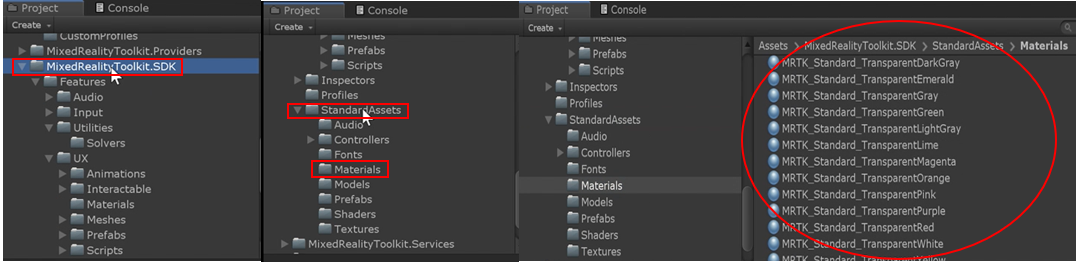 Project
Console
Create
CustomProfiles
MixedRealityToolkit.Providers
MixedRealityToolkit.SDK
Features
Audio
Input
Utilities
Solvers
UX
Animations
Interactable
Materials
Meshes
Prefabs
Scripts
Project
Console
Create
Meshes
Prefabs
Scripts
Inspectors
Profiles
StandardAssets
Audio
Controllers
Fonts
Materials
Models
Prefabs
Shaders
Textures
MixedRealityToolkit.Services
Project
Console
Create
Meshes
Prefabs
Scripts
Inspectors
Profiles
StandardAssets
Audio
Controllers
Fonts
Materials
Models
Prefabs
Shaders
Textures
Assets > MixedRealityToolkit.SDK > StandardAssets > Materials
MRTK_Standard_TransparentDarkGray
MRTK_Standard_TransparentEmerald
MRTK_Standard_TransparentGray
MRTK_Standard_TransparentGreen
MRTK_Standard_TransparentLightGray
MRTK_Standard_TransparentLime
MRTK_Standard_TransparentMagenta
MRTK_Standard_TransparentOrange
MRTK_Standard_TransparentPink
MRTK_Standard_TransparentPurple
MRTK_Standard_TransparentRed
MRTK_Standard_TransparentWhite
MRTK_Standard_TransparentYellow